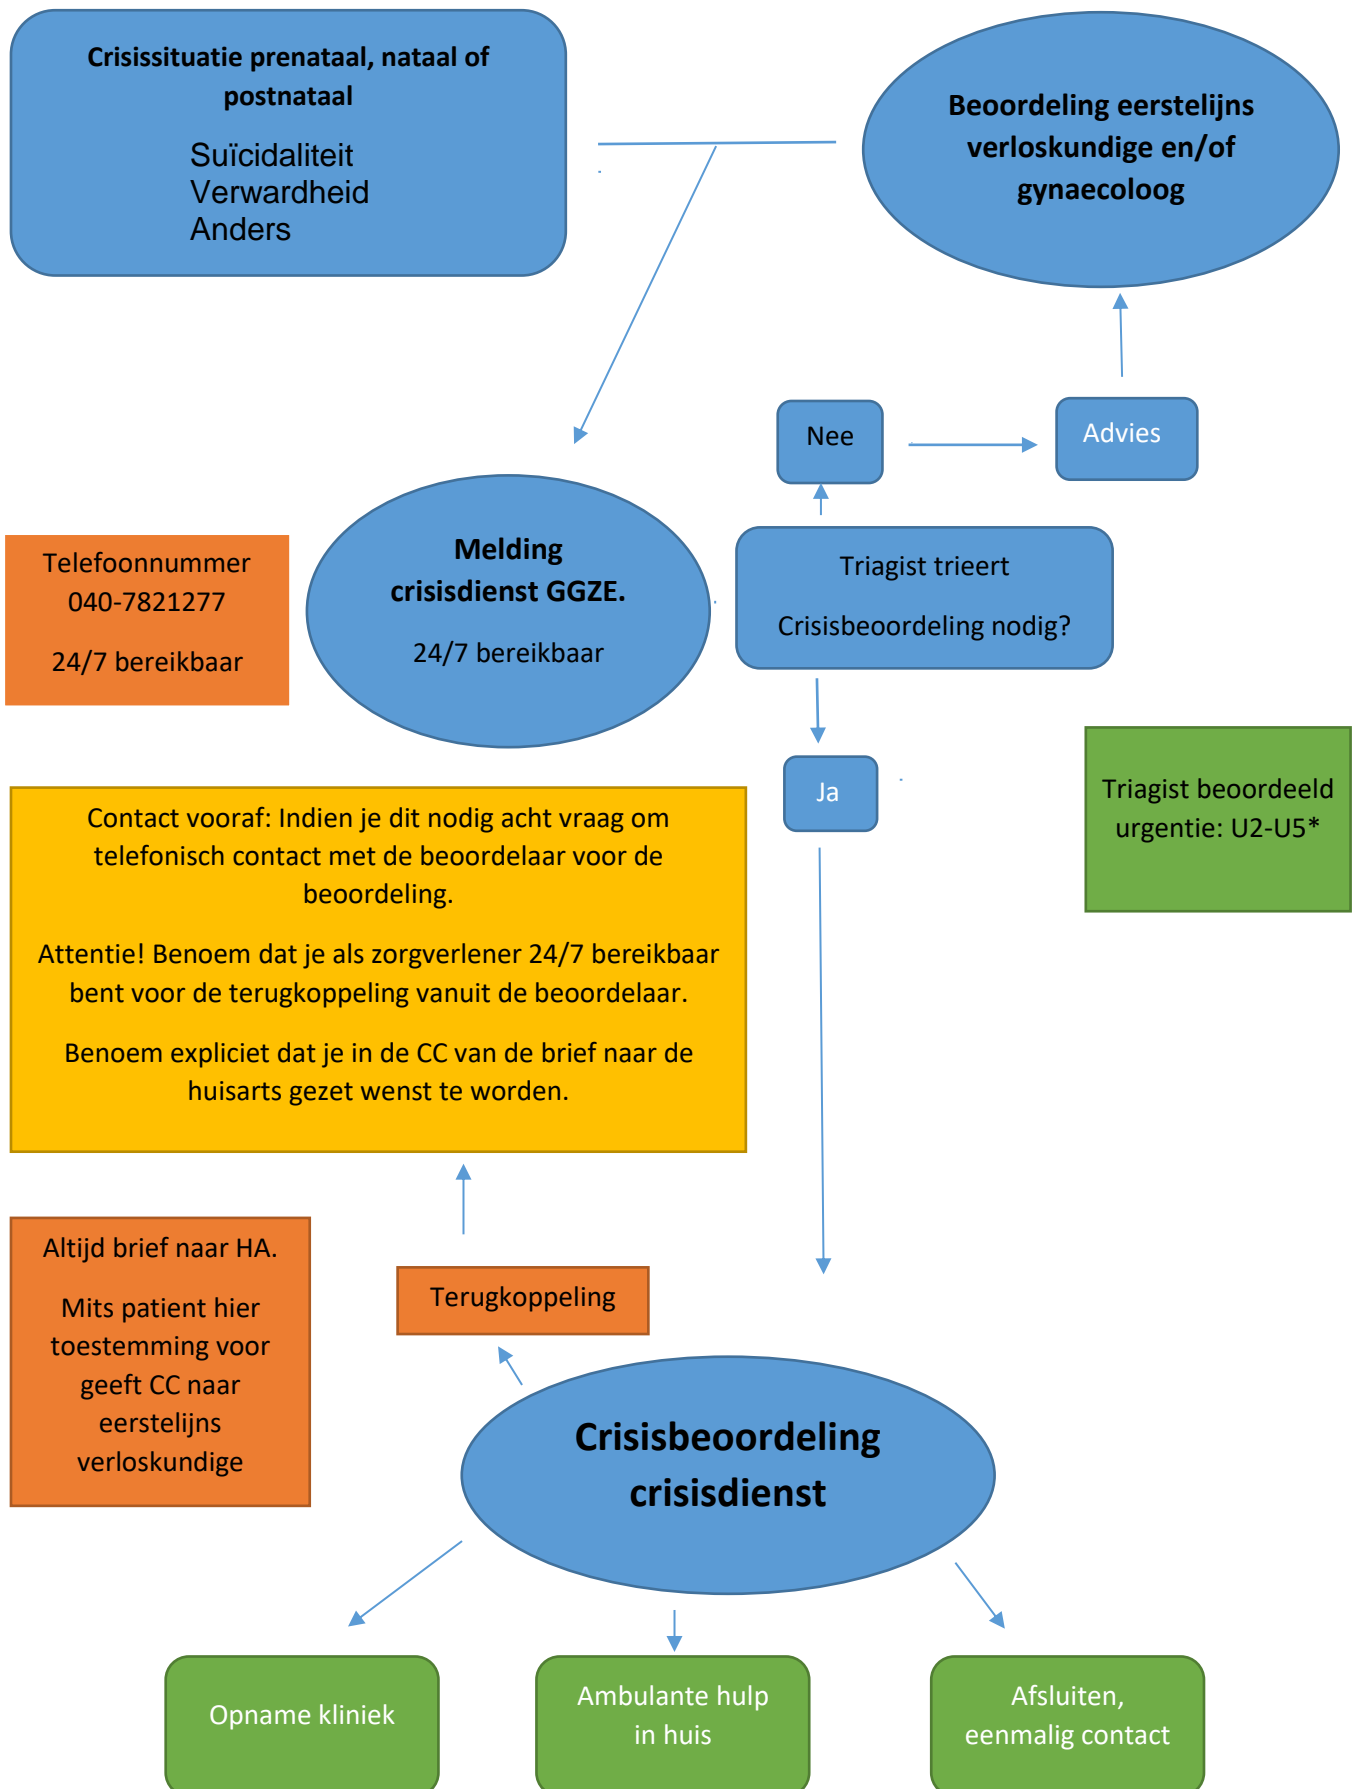 Crisissituatie prenataal, nataal of
postnataal
Suïcidaliteit
Verwardheid
Anders
Beoordeling eerstelijns
verloskundige en/of
gynaecoloog
Nee
Advies
Telefoonnummer
040-7821277
24/7 bereikbaar
Melding
crisisdienst GGZE.
24/7 bereikbaar
Triagist trieert
Crisisbeoordeling nodig?
Ja
Triagist beoordeeld
urgentie: U2-U5*
Contact vooraf: Indien je dit nodig acht vraag om
telefonisch contact met de beoordelaar voor de
beoordeling.
Attentie! Benoem dat je als zorgverlener 24/7 bereikbaar
bent voor de terugkoppeling vanuit de beoordelaar.
Benoem expliciet dat je in de CC van de brief naar de
huisarts gezet wenst te worden.
Altijd brief naar HA.
Mits patient hier
toestemming voor
geeft CC naar
eerstelijns
verloskundige
Terugkoppeling
Crisisbeoordeling
crisisdienst
Opname kliniek
Ambulante hulp
in huis
Afsluiten,
eenmalig contact